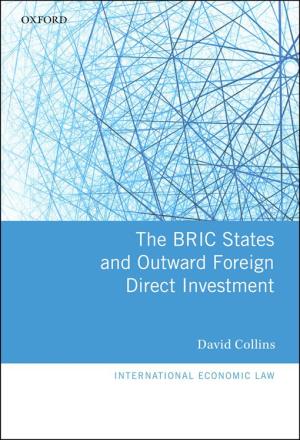 OXFORD
The BRIC States
and Outward Foreign
Direct Investment
David Collins
INTERNATIONAL ECONOMIC LAW